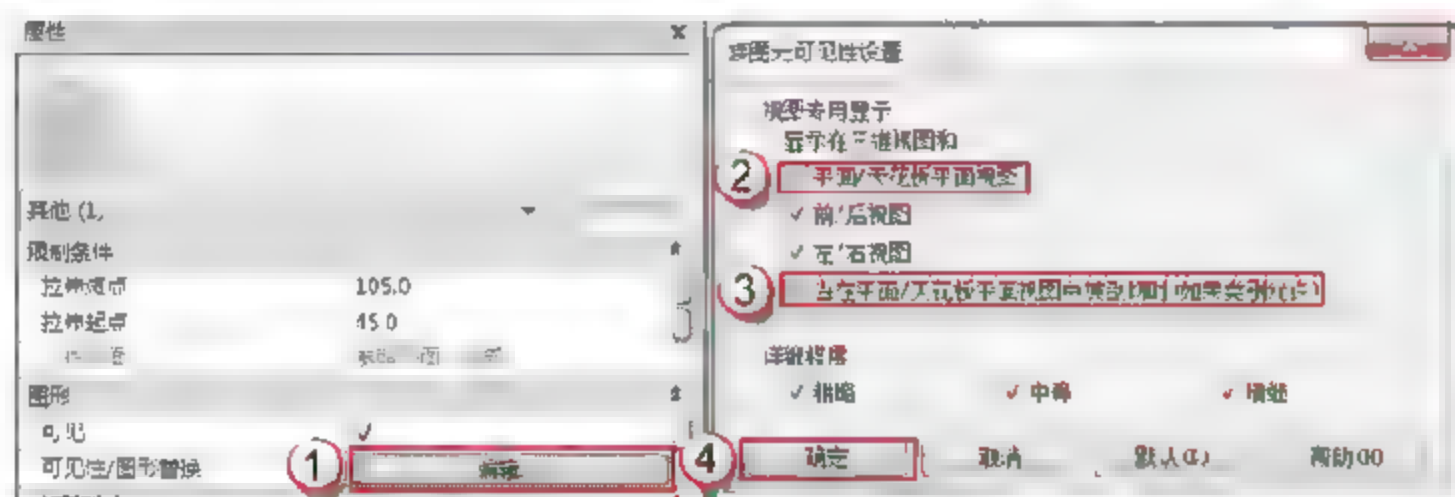 属性
其他 (1)
限制条件
拉伸终点 105.0
拉伸起点 45.0
图形
可见
可见性/图形替换 ① 编辑
族图元可见性设置
视图专用显示
显示在三维视图和
② 平面/天花板平面视图
前/后视图
左/右视图
③ 当在平面/天花板平面视图中被剖切时(如果类别允许)
详细程度
粗略 中等 精细
④ 确定 取消 默认(R) 帮助(H)